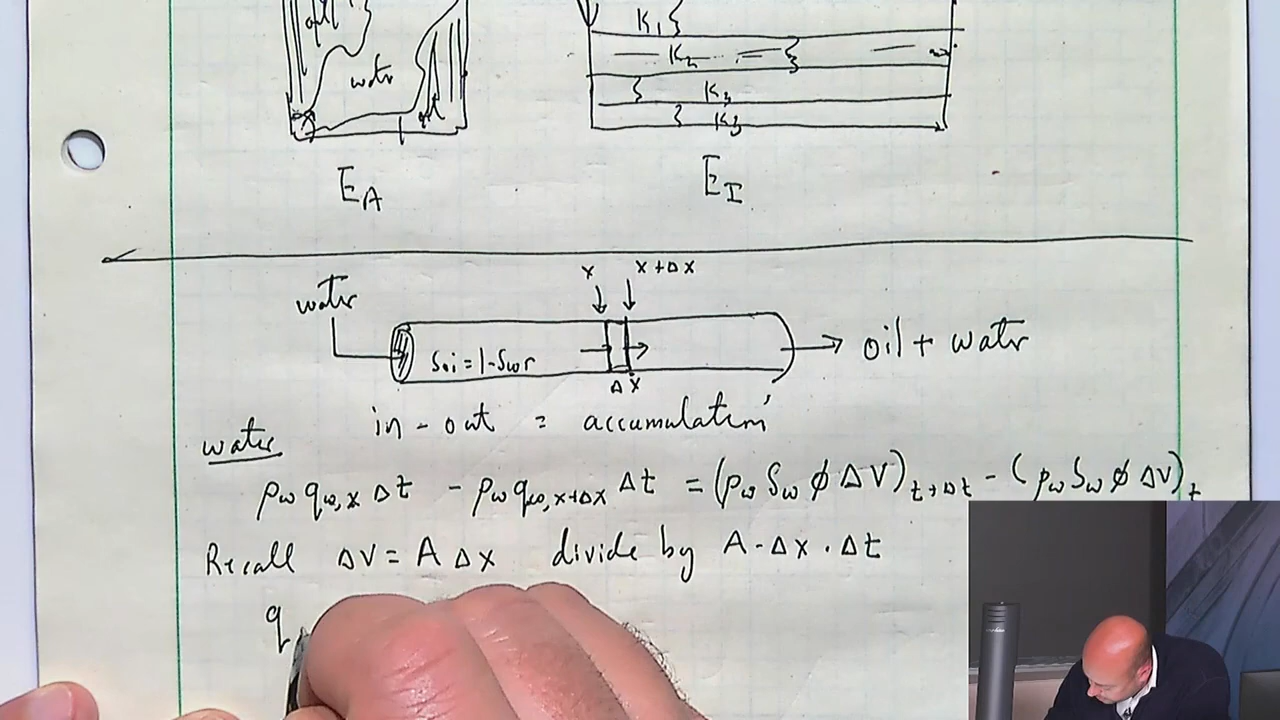 oil water oil
K₁
K₂
K₃
K₃
E_A E_I
x x+Δx
water Soi = 1-Swr → oil + water
Δx
in - out = accumulation
water
ρw qw,x Δt - ρw qw,x+Δx Δt = (ρw Sw φ ΔV)t+Δt - (ρw Sw φ ΔV)t
Recall ΔV = A Δx divide by A·Δx·Δt
q